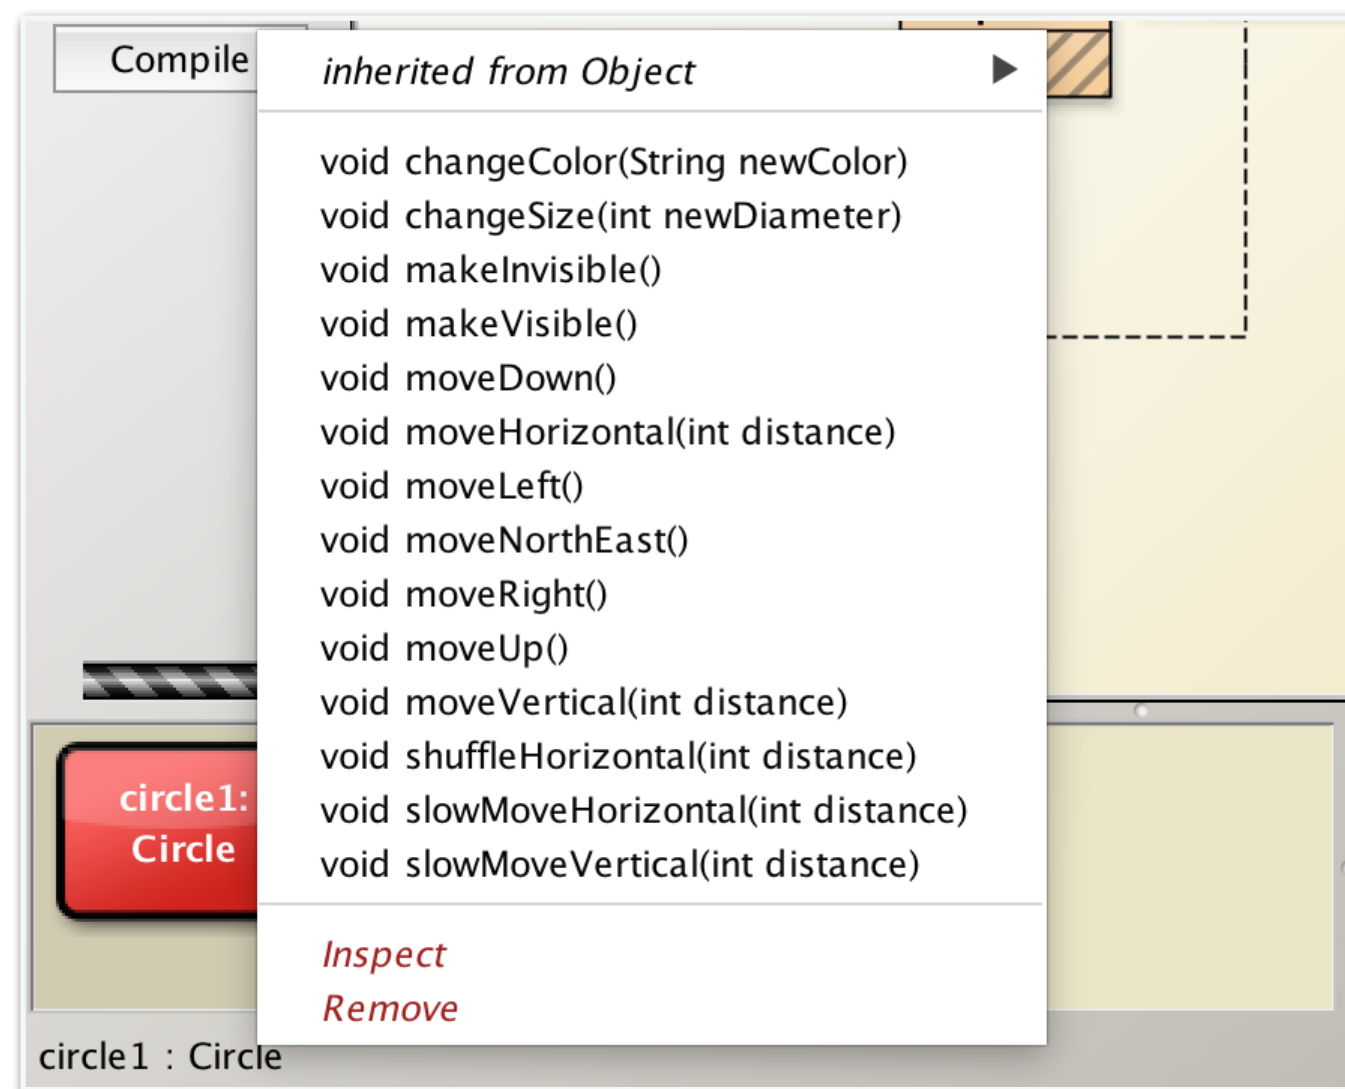 Compile
inherited from Object
void changeColor(String newColor)
void changeSize(int newDiameter)
void makeInvisible()
void makeVisible()
void moveDown()
void moveHorizontal(int distance)
void moveLeft()
void moveNorthEast()
void moveRight()
void moveUp()
void moveVertical(int distance)
void shuffleHorizontal(int distance)
void slowMoveHorizontal(int distance)
void slowMoveVertical(int distance)
circle1:
Circle
Inspect
Remove
circle1 : Circle